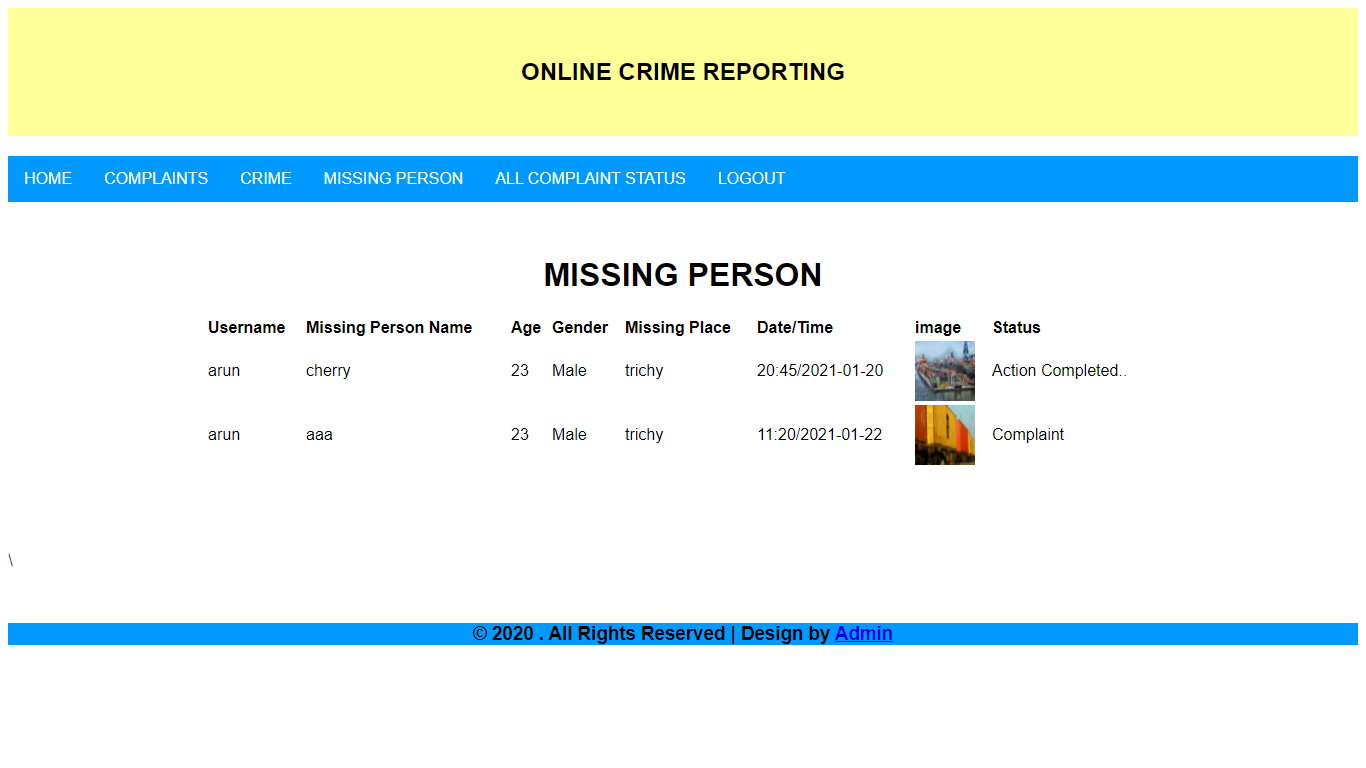 ONLINE CRIME REPORTING
HOME COMPLAINTS CRIME MISSING PERSON ALL COMPLAINT STATUS LOGOUT
MISSING PERSON
Username Missing Person Name Age Gender Missing Place Date/Time image Status
arun cherry 23 Male trichy 20:45/2021-01-20 Action Completed..
arun aaa 23 Male trichy 11:20/2021-01-22 Complaint
\
© 2020 . All Rights Reserved | Design by Admin